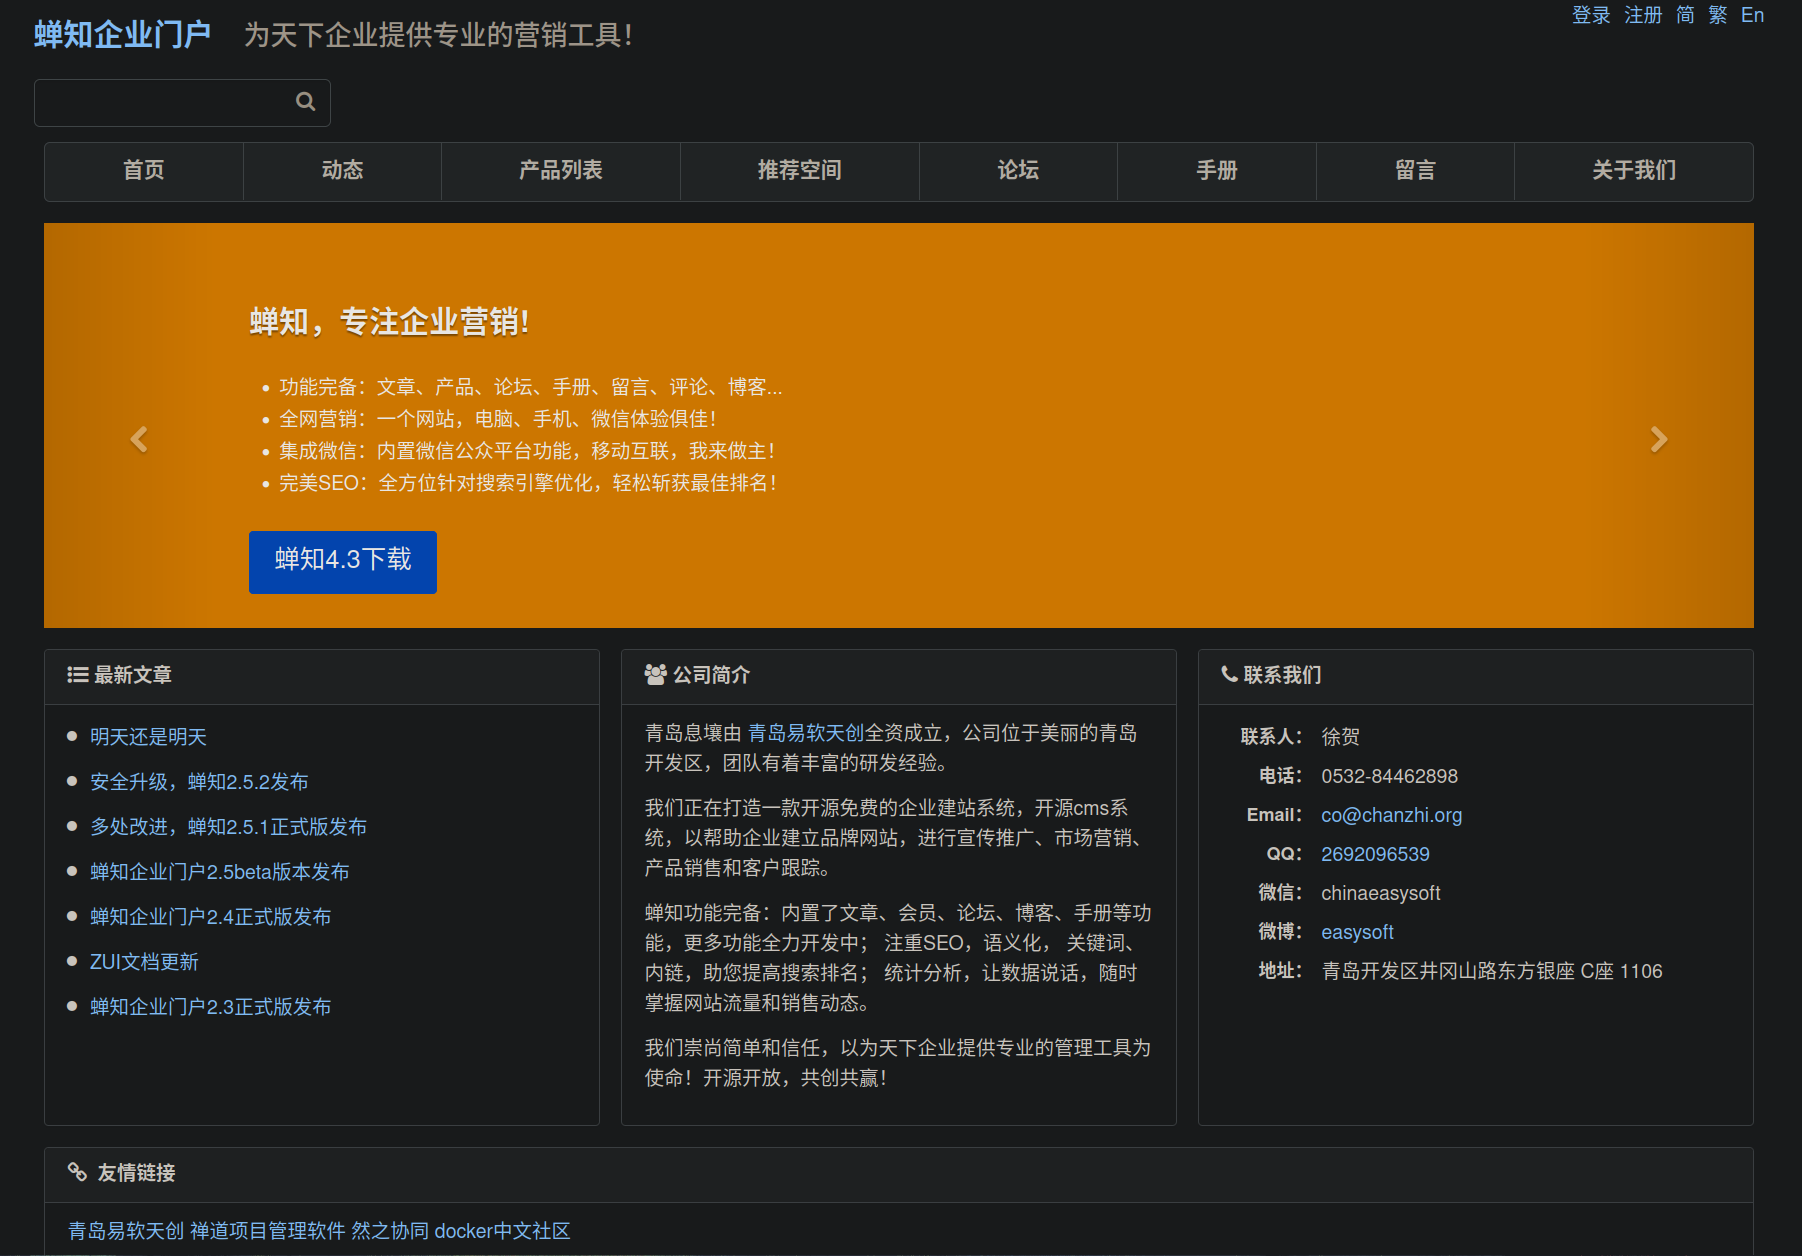 蝉知企业门户 为天下企业提供专业的营销工具！
登录 注册 简 繁 En
首页 动态 产品列表 推荐空间 论坛 手册 留言 关于我们
蝉知，专注企业营销!
功能完备：文章、产品、论坛、手册、留言、评论、博客...
全网营销：一个网站，电脑、手机、微信体验俱佳！
集成微信：内置微信公众平台功能，移动互联，我来做主！
完美SEO：全方位针对搜索引擎优化，轻松斩获最佳排名！
蝉知4.3下载
最新文章
明天还是明天
安全升级，蝉知2.5.2发布
多处改进，蝉知2.5.1正式版发布
蝉知企业门户2.5beta版本发布
蝉知企业门户2.4正式版发布
ZUI文档更新
蝉知企业门户2.3正式版发布
公司简介
青岛息壤由 青岛易软天创全资成立，公司位于美丽的青岛
开发区，团队有着丰富的研发经验。
我们正在打造一款开源免费的企业建站系统，开源cms系
统，以帮助企业建立品牌网站，进行宣传推广、市场营销、
产品销售和客户跟踪。
蝉知功能完备：内置了文章、会员、论坛、博客、手册等功
能，更多功能全力开发中； 注重SEO，语义化， 关键词、
内链，助您提高搜索排名； 统计分析，让数据说话，随时
掌握网站流量和销售动态。
我们崇尚简单和信任，以为天下企业提供专业的管理工具为
使命！开源开放，共创共赢！
联系我们
联系人： 徐贺
电话： 0532-84462898
Email： co@chanzhi.org
QQ： 2692096539
微信： chinaeasysoft
微博： easysoft
地址： 青岛开发区井冈山路东方银座 C座 1106
友情链接
青岛易软天创 禅道项目管理软件 然之协同 docker中文社区